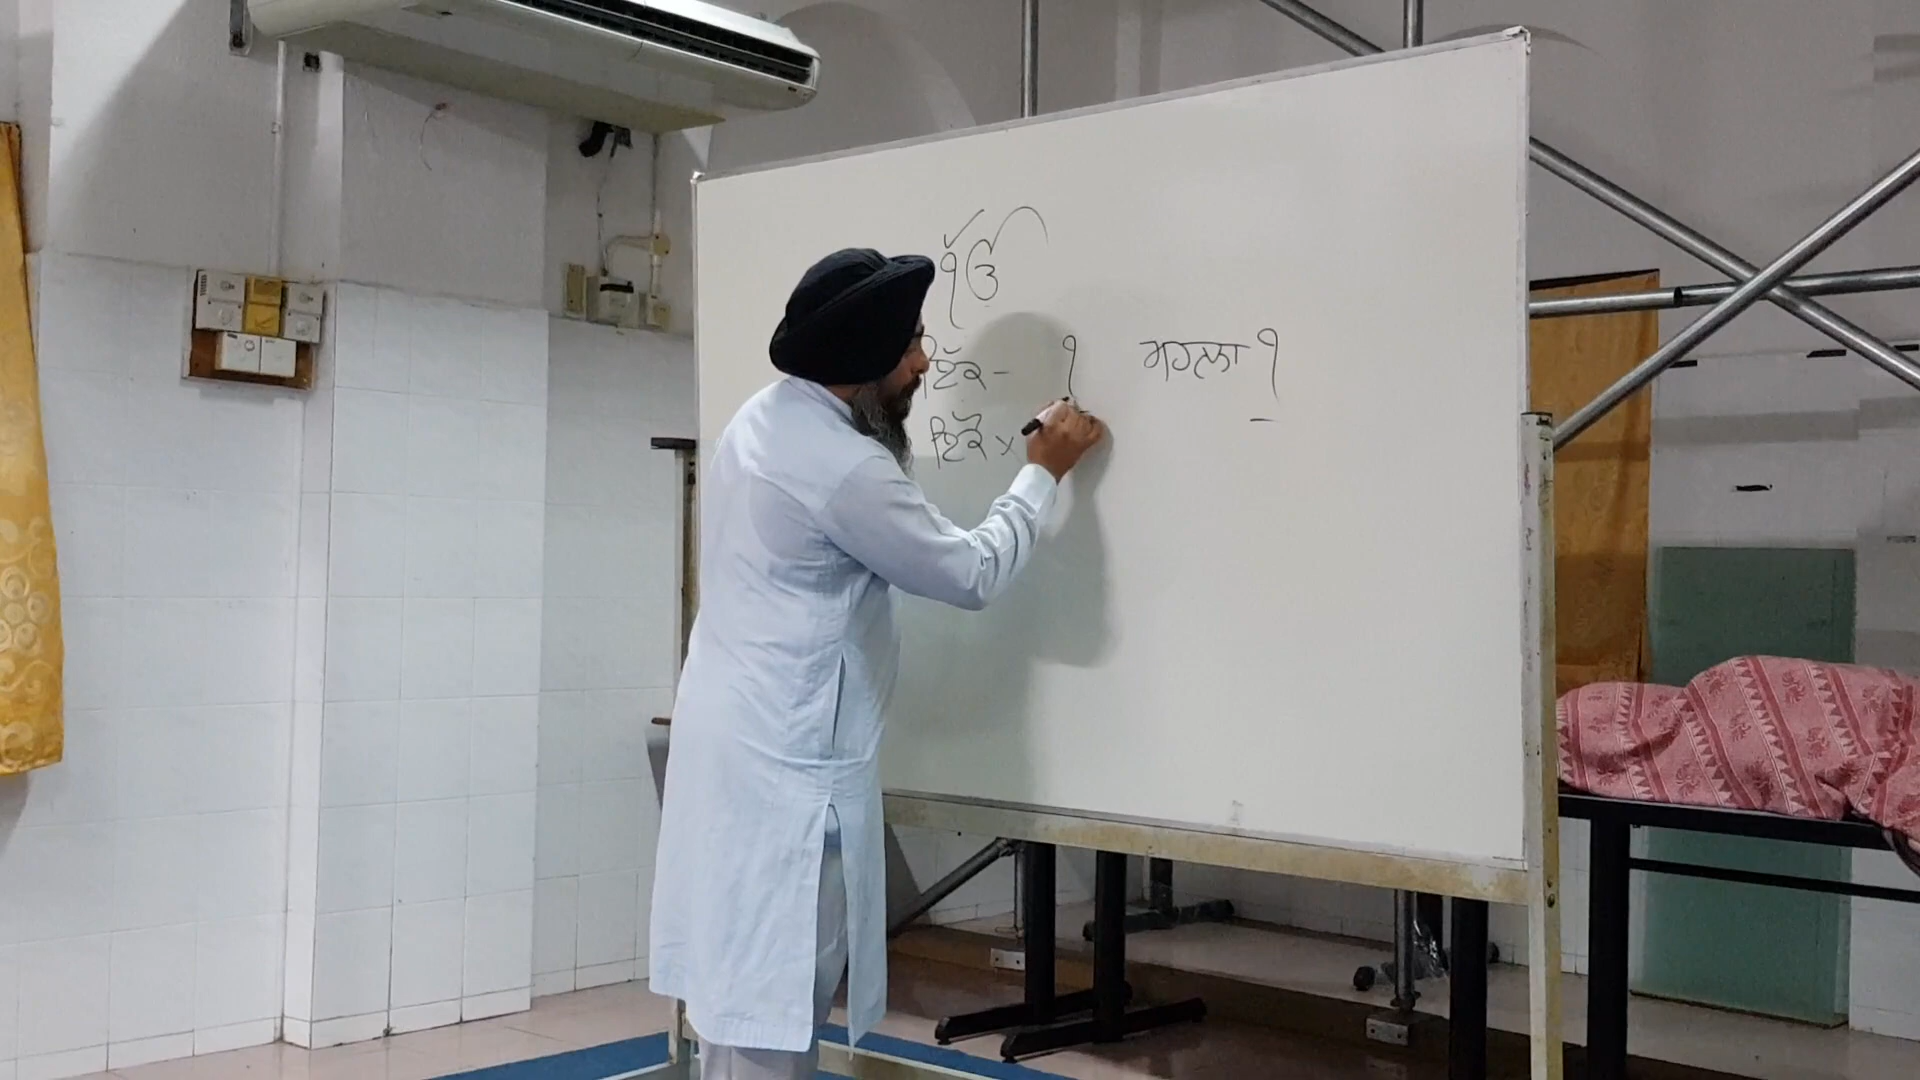 ੴ
ਇੱਕ - ੧ ਮਹਲਾ ੧
ਇੱਕੋ x